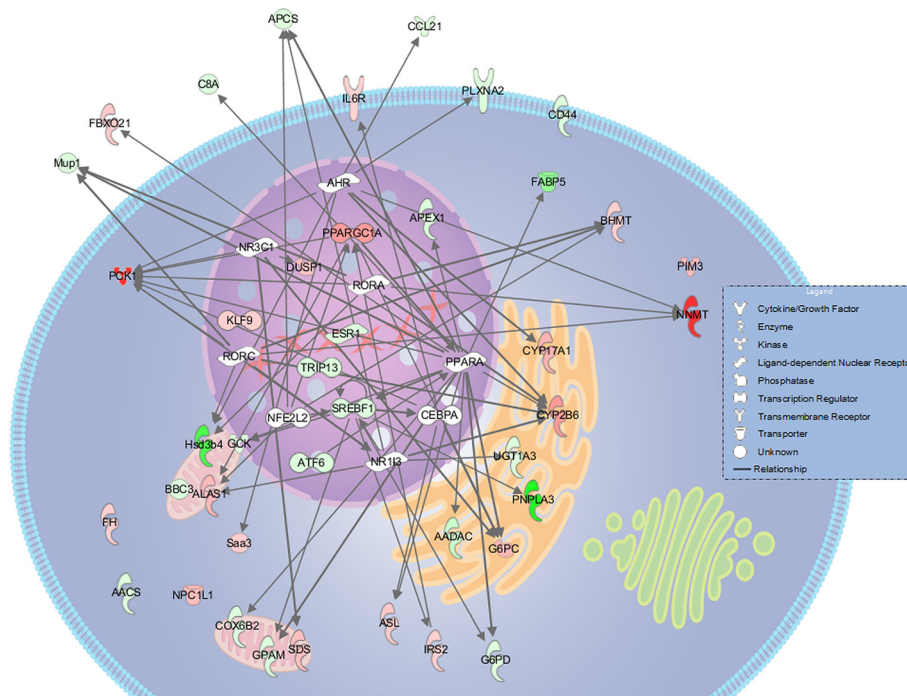 APCS
CCL21
C8A
IL6R
PLXNA2
FBXO21
CD44
Mup1
AHR
FABP5
APEX1
BHMT
PPARGC1A
NR3C1
DUSP1
PIM3
PCK1
RORA
NNMT
KLF9
ESR1
CYP17A1
RORC
TRIP13
PPARA
SREBF1
NFE2L2
CEBPA
CYP2B6
Hsd3b4
GCK
ATF6
NR1I3
UGT1A3
BBC3
ALAS1
PNPLA3
FH
Saa3
AADAC
G6PC
AACS
NPC1L1
COX6B2
ASL
GPAM
SDS
IRS2
G6PD
Legend
Cytokine/Growth Factor
Enzyme
Kinase
Ligand-dependent Nuclear Recepto
Phosphatase
Transcription Regulator
Transmembrane Receptor
Transporter
Unknown
Relationship